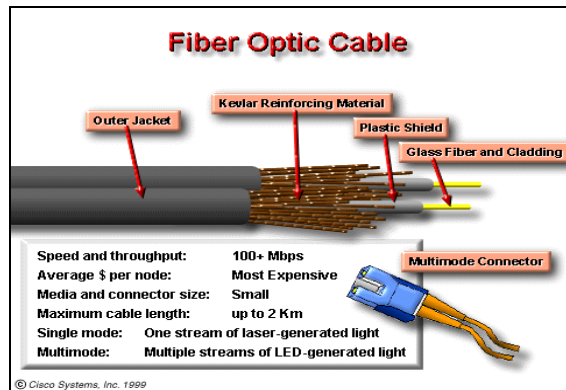 Fiber Optic Cable
Kevlar Reinforcing Material
Outer Jacket
Plastic Shield
Glass Fiber and Cladding
Speed and throughput: 100+ Mbps
Average $ per node: Most Expensive
Media and connector size: Small
Maximum cable length: up to 2 Km
Single mode: One stream of laser-generated light
Multimode: Multiple streams of LED-generated light
Multimode Connector
© Cisco Systems, Inc. 1999